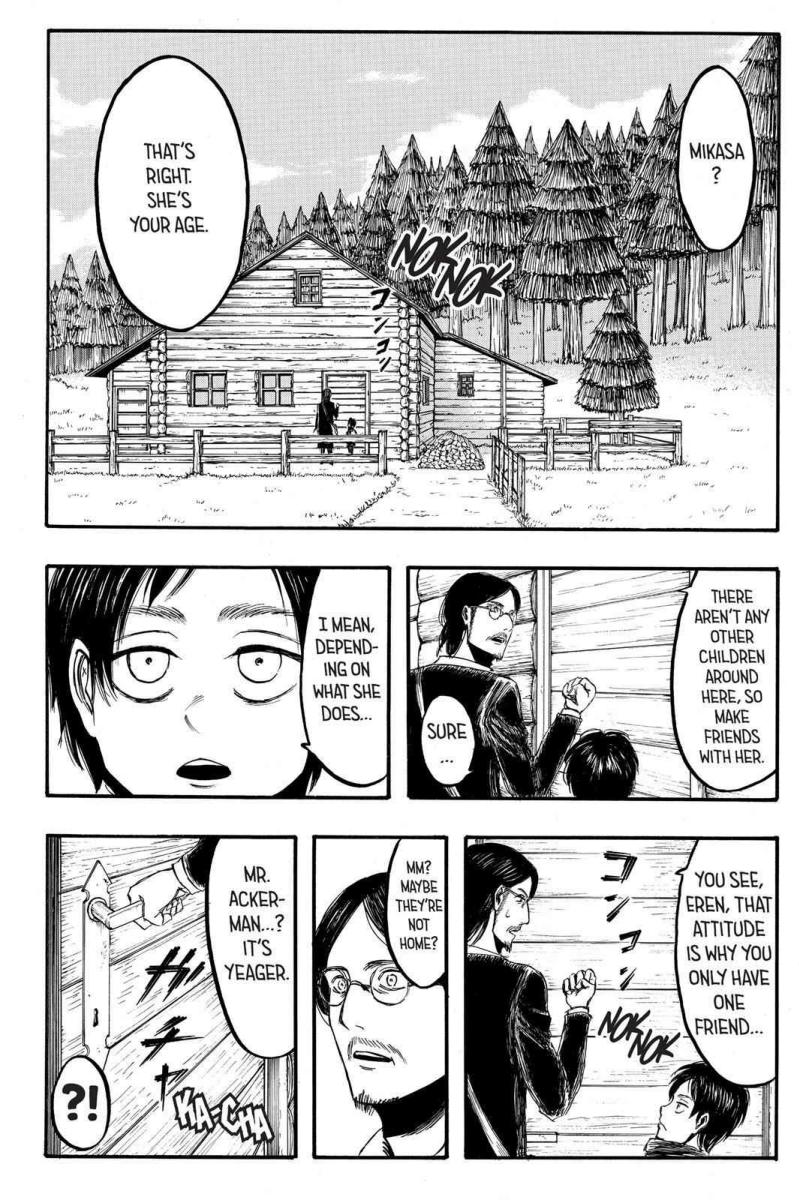 MIKASA
?
THAT'S
RIGHT.
SHE'S
YOUR AGE.
NOK
NOK
コンコン
THERE
AREN'T ANY
OTHER
CHILDREN
AROUND
HERE, SO
MAKE
FRIENDS
WITH HER.
SURE
...
I MEAN,
DEPEND-
ING ON
WHAT SHE
DOES...
YOU SEE,
EREN, THAT
ATTITUDE
IS WHY YOU
ONLY HAVE
ONE
FRIEND...
コンコン
NOK
NOK
MM?
MAYBE
THEY'RE
NOT
HOME?
MR.
ACKER-
MAN...?
IT'S
YEAGER.
ガチャ
KA-CHA
?!